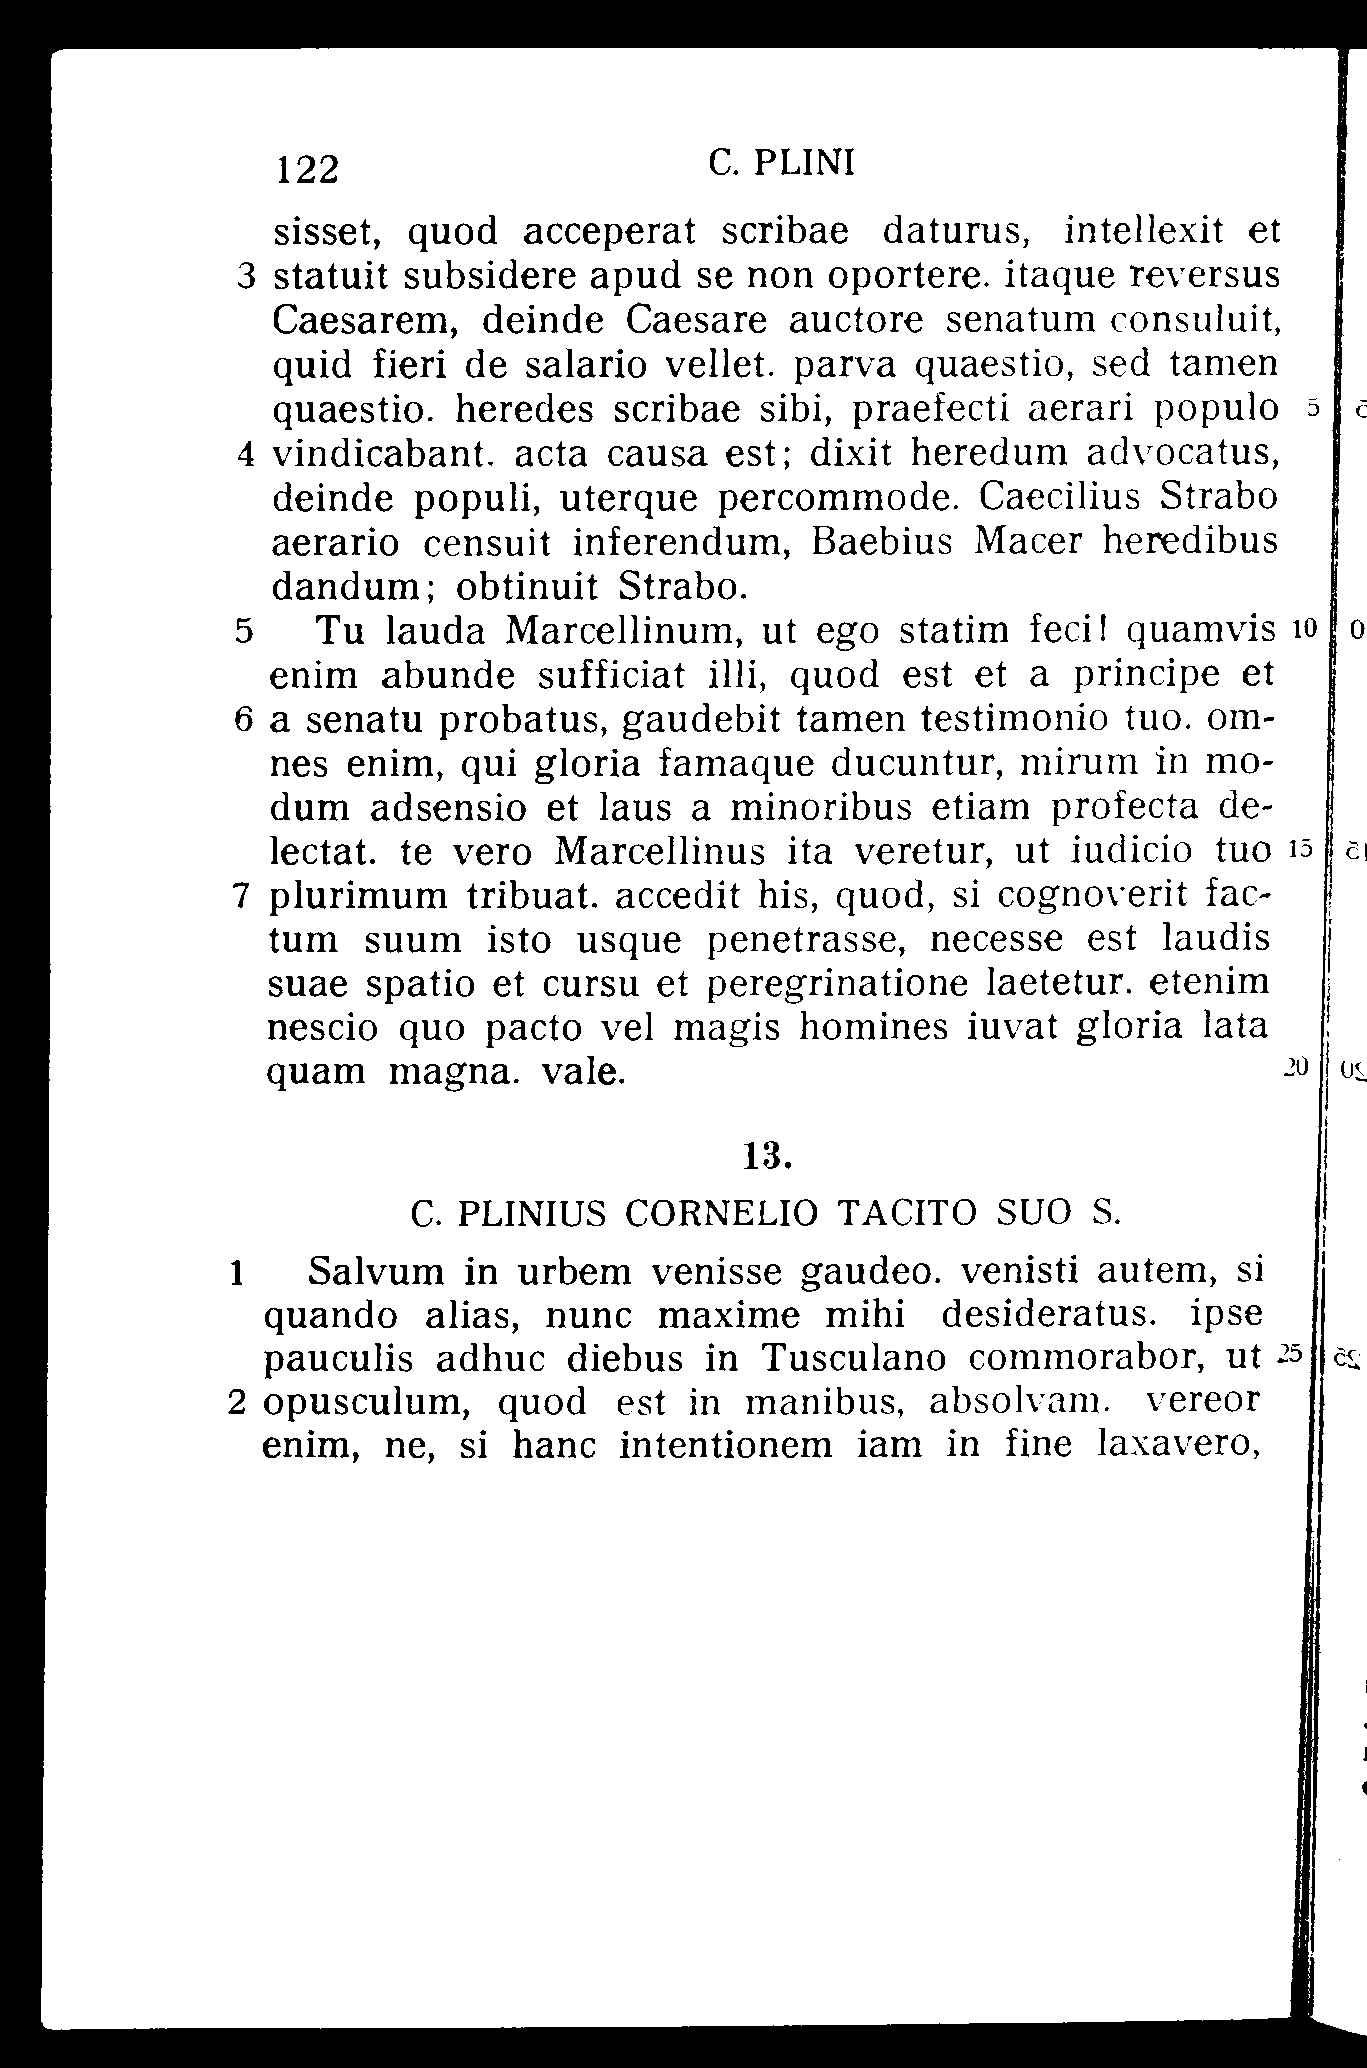 122 C. PLINI
sisset, quod acceperat scribae daturus, intellexit et
3 statuit subsidere apud se non oportere. itaque reversus
Caesarem, deinde Caesare auctore senatum consuluit,
quid fieri de salario vellet. parva quaestio, sed tamen
quaestio. heredes scribae sibi, praefecti aerari populo 5
4 vindicabant. acta causa est; dixit heredum advocatus,
deinde populi, uterque percommode. Caecilius Strabo
aerario censuit inferendum, Baebius Macer heredibus
dandum; obtinuit Strabo.
5 Tu lauda Marcellinum, ut ego statim feci! quamvis 10
enim abunde sufficiat illi, quod est et a principe et
6 a senatu probatus, gaudebit tamen testimonio tuo. om-
nes enim, qui gloria famaque ducuntur, mirum in mo-
dum adsensio et laus a minoribus etiam profecta de-
lectat. te vero Marcellinus ita veretur, ut iudicio tuo 15
7 plurimum tribuat. accedit his, quod, si cognoverit fac-
tum suum isto usque penetrasse, necesse est laudis
suae spatio et cursu et peregrinatione laetetur. etenim
nescio quo pacto vel magis homines iuvat gloria lata
quam magna. vale. 20
13.
C. PLINIUS CORNELIO TACITO SUO S.
1 Salvum in urbem venisse gaudeo. venisti autem, si
quando alias, nunc maxime mihi desideratus. ipse
pauculis adhuc diebus in Tusculano commorabor, ut 25
2 opusculum, quod est in manibus, absolvam. vereor
enim, ne, si hanc intentionem iam in fine laxavero,